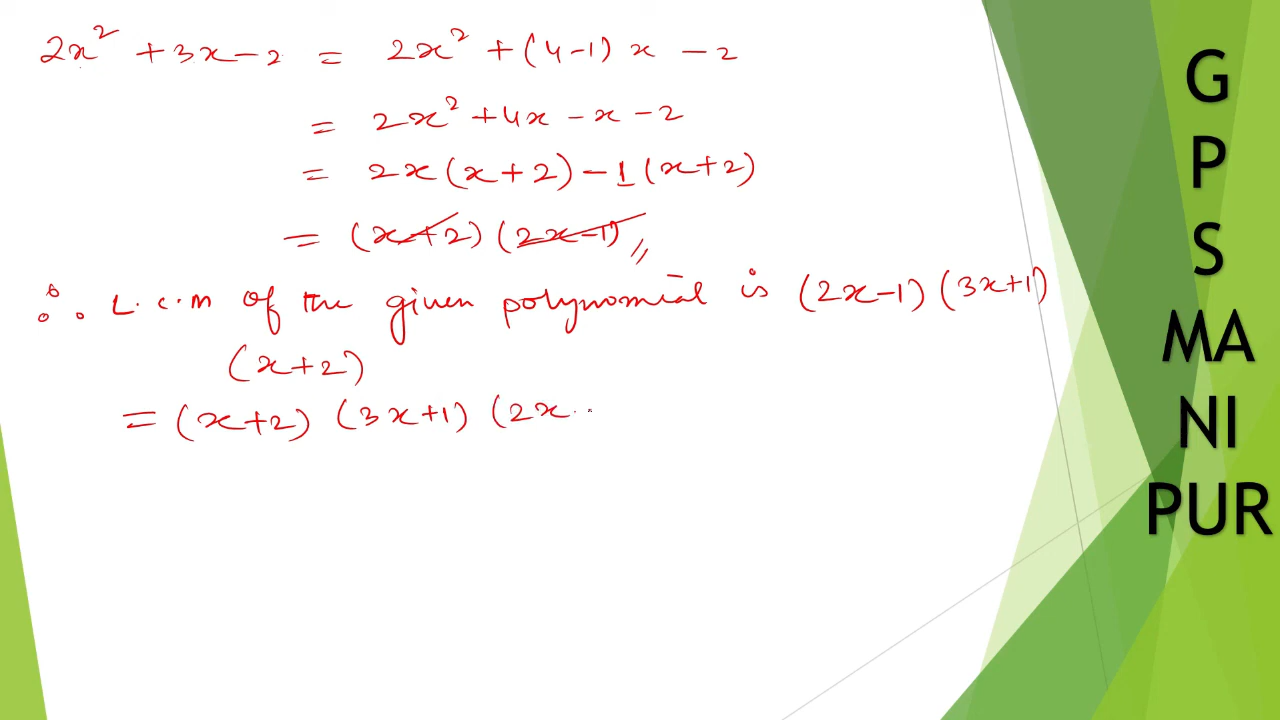 2x² + 3x - 2 = 2x² + (4-1) x - 2
= 2x² + 4x - x - 2
= 2x (x+2) - 1 (x+2)
= (x+2) (2x-1) //
∴ L.C.M of the given polynomial is (2x-1) (3x+1)
(x+2)
= (x+2) (3x+1) (2x -
G
P
S
MA
NI
PUR